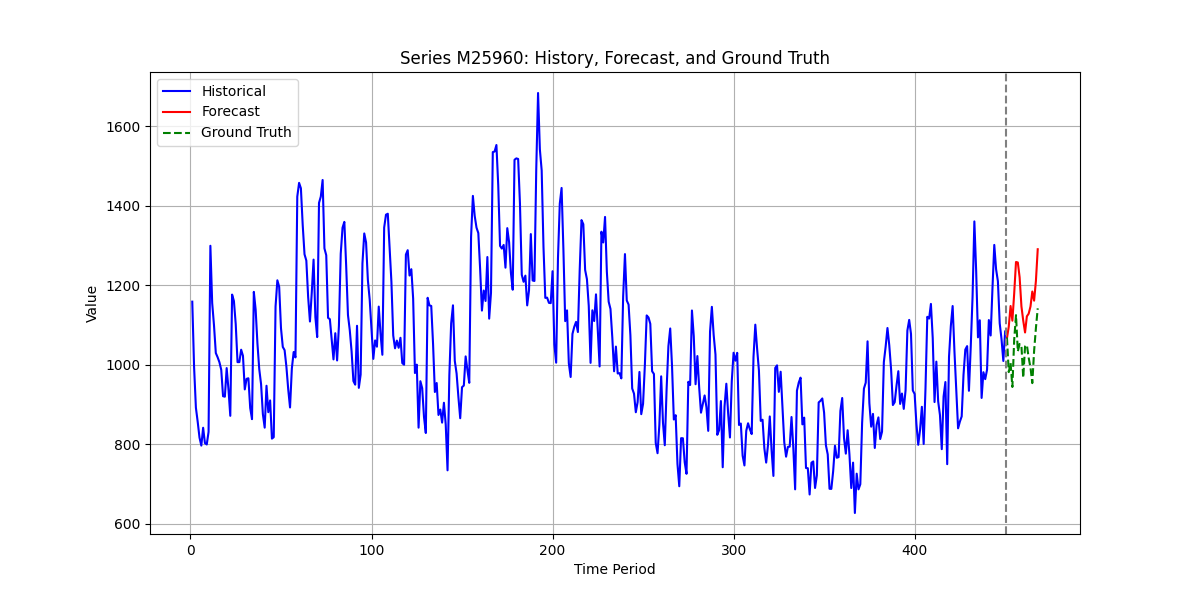 Series M25960: History, Forecast, and Ground Truth
Historical
Forecast
Ground Truth
1600
1400
1200
1000
800
600
Value
0 100 200 300 400
Time Period